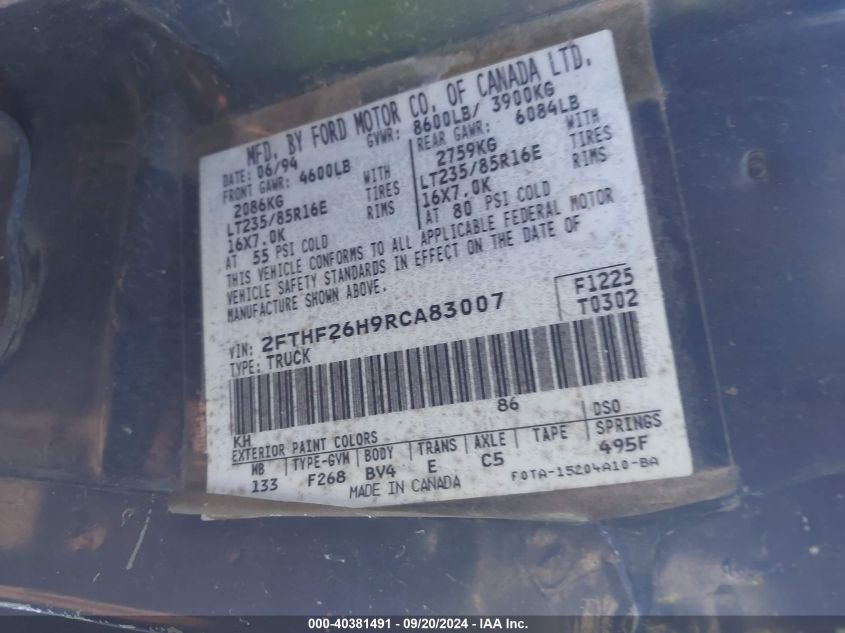 MFD. BY FORD MOTOR CO. OF CANADA LTD.
DATE: 06/94 GVWR: 8600LB/ 3900KG
FRONT GAWR: 4600LB REAR GAWR: 6084LB
2086KG WITH 2759KG WITH
LT235/85R16E TIRES LT235/85R16E TIRES
16X7.0K RIMS 16X7.0K RIMS
AT 55 PSI COLD AT 80 PSI COLD
THIS VEHICLE CONFORMS TO ALL APPLICABLE FEDERAL MOTOR
VEHICLE SAFETY STANDARDS IN EFFECT ON THE DATE OF
MANUFACTURE SHOWN ABOVE.
VIN: 2FTHF26H9RCA83007 F1225
TYPE: TRUCK T0302
KH 86 DSO
EXTERIOR PAINT COLORS
WB TYPE-GVM BODY TRANS AXLE TAPE SPRINGS
133 F268 BV4 E C5 495F
MADE IN CANADA F0TA-15204A10-BA
000-40381491 - 09/20/2024 - IAA Inc.